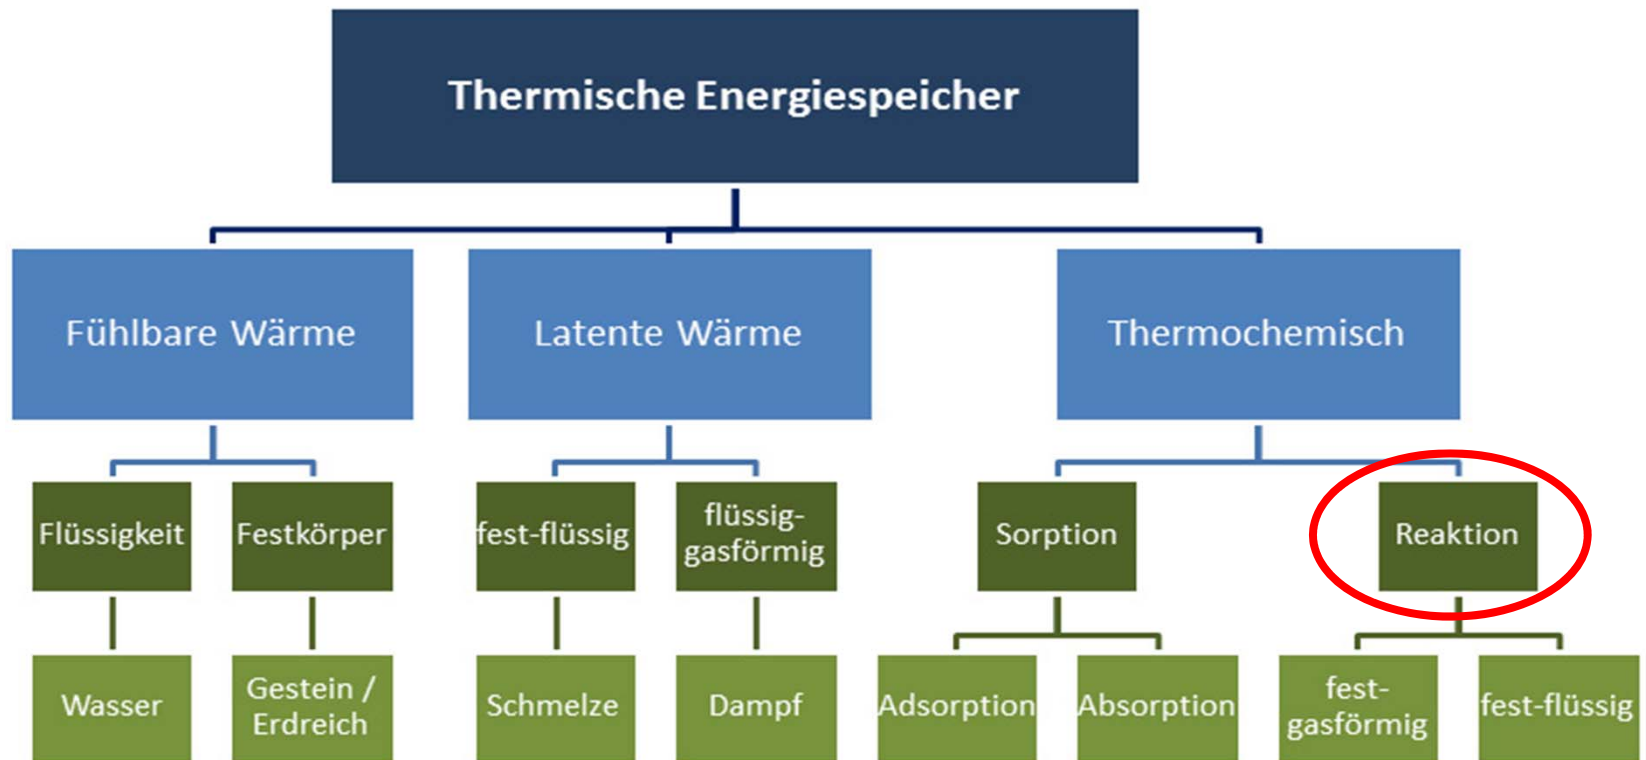 Thermische Energiespeicher
Fühlbare Wärme
Latente Wärme
Thermochemisch
Flüssigkeit
Festkörper
fest-flüssig
flüssig-
gasförmig
Sorption
Reaktion
Wasser
Gestein /
Erdreich
Schmelze
Dampf
Adsorption
Absorption
fest-
gasförmig
fest-flüssig